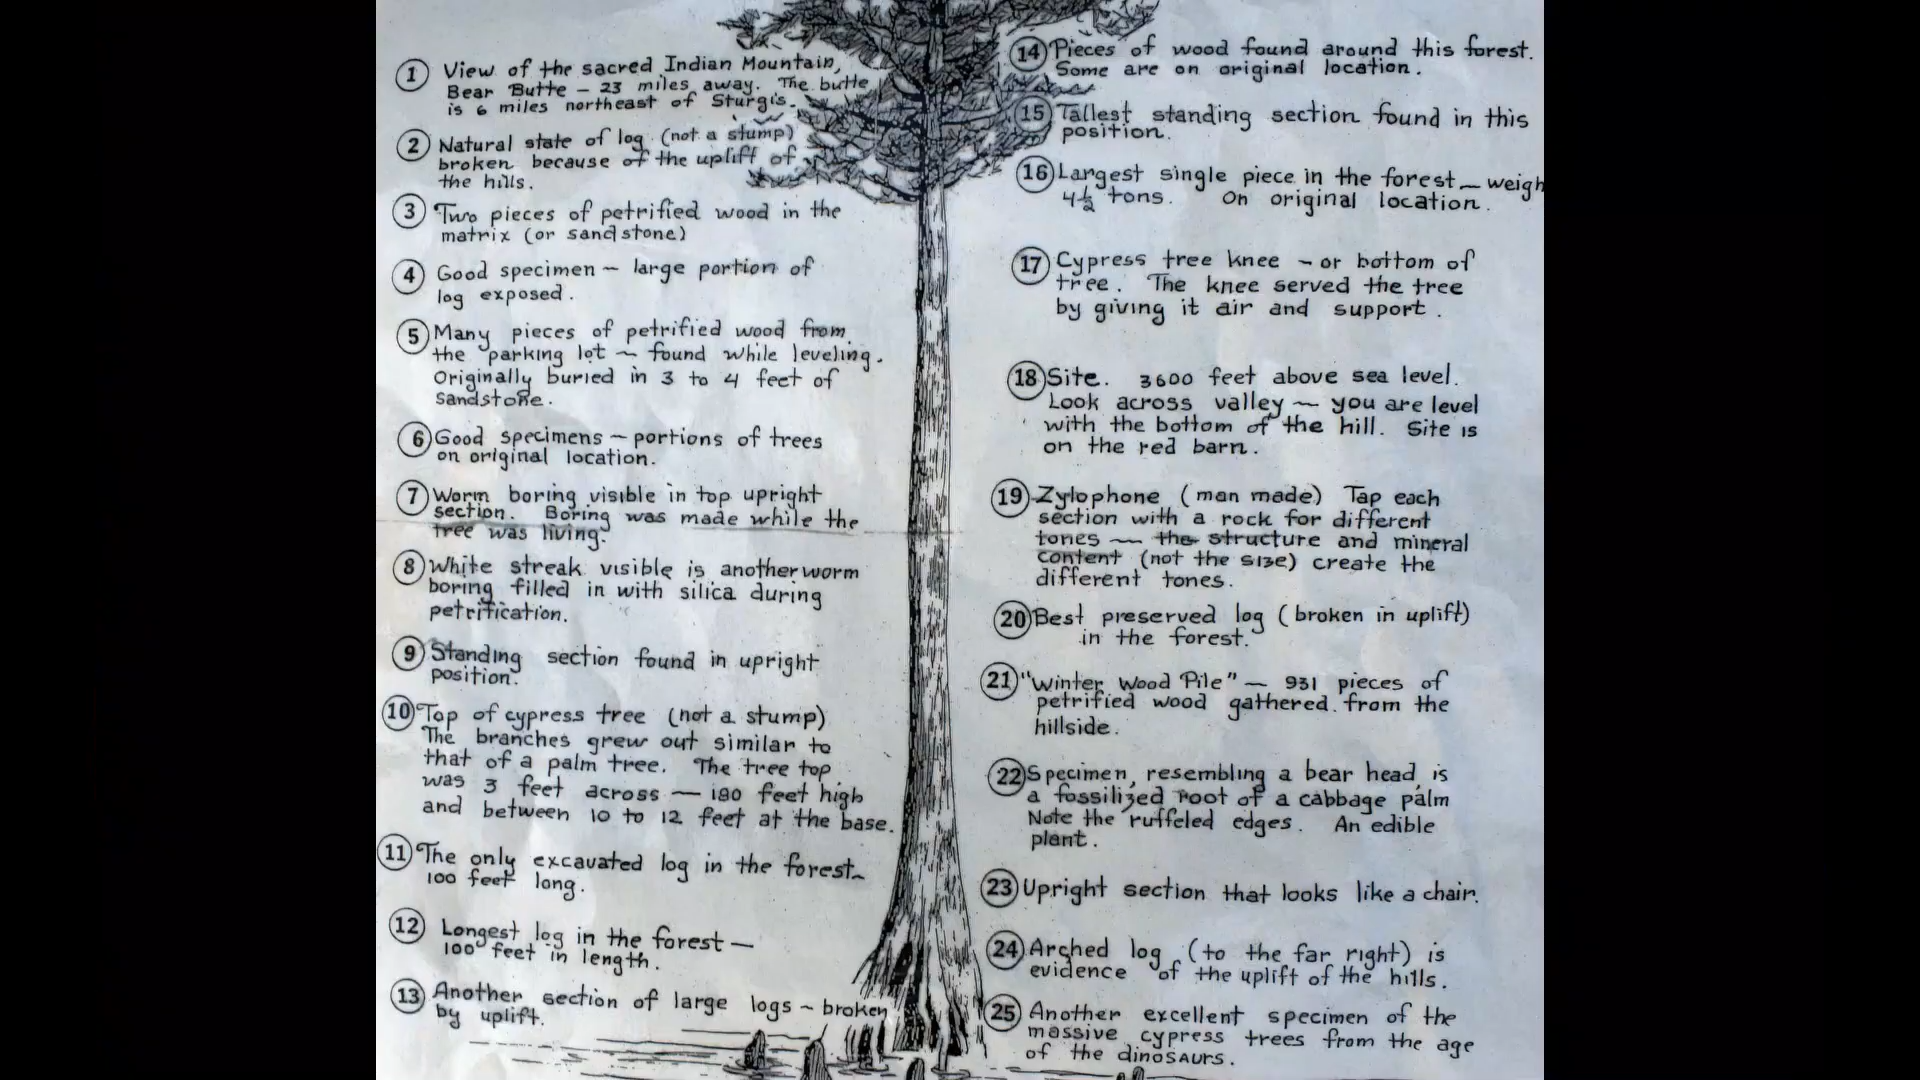 1 View of the sacred Indian Mountain,
Bear Butte – 23 miles away. The butte
is 6 miles northeast of Sturgis.
2 Natural state of log (not a stump)
broken because of the uplift of
the hills.
3 Two pieces of petrified wood in the
matrix (or sandstone)
4 Good specimen – large portion of
log exposed.
5 Many pieces of petrified wood from
the parking lot – found while leveling.
Originally buried in 3 to 4 feet of
sandstone.
6 Good specimens – portions of trees
on original location.
7 Worm boring visible in top upright
section. Boring was made while the
tree was living.
8 White streak visible is another worm
boring filled in with silica during
petrification.
9 Standing section found in upright
position.
10 Top of cypress tree (not a stump)
The branches grew out similar to
that of a palm tree. The tree top
was 3 feet across – 180 feet high
and between 10 to 12 feet at the base.
11 The only excavated log in the forest –
100 feet long.
12 Longest log in the forest –
100 feet in length.
13 Another section of large logs – broken
by uplift.
14 Pieces of wood found around this forest.
Some are on original location.
15 Tallest standing section found in this
position.
16 Largest single piece in the forest – weigh
4½ tons. On original location.
17 Cypress tree knee – or bottom of
tree. The knee served the tree
by giving it air and support.
18 Site. 3600 feet above sea level.
Look across valley – you are level
with the bottom of the hill. Site is
on the red barn.
19 Zylophone (man made) Tap each
section with a rock for different
tones – the structure and mineral
content (not the size) create the
different tones.
20 Best preserved log (broken in uplift)
in the forest.
21 "Winter Wood Pile" – 931 pieces of
petrified wood gathered from the
hillside.
22 Specimen, resembling a bear head, is
a fossilized root of a cabbage palm
Note the ruffeled edges. An edible
plant.
23 Upright section that looks like a chair.
24 Arched log (to the far right) is
evidence of the uplift of the hills.
25 Another excellent specimen of the
massive cypress trees from the age
of the dinosaurs.